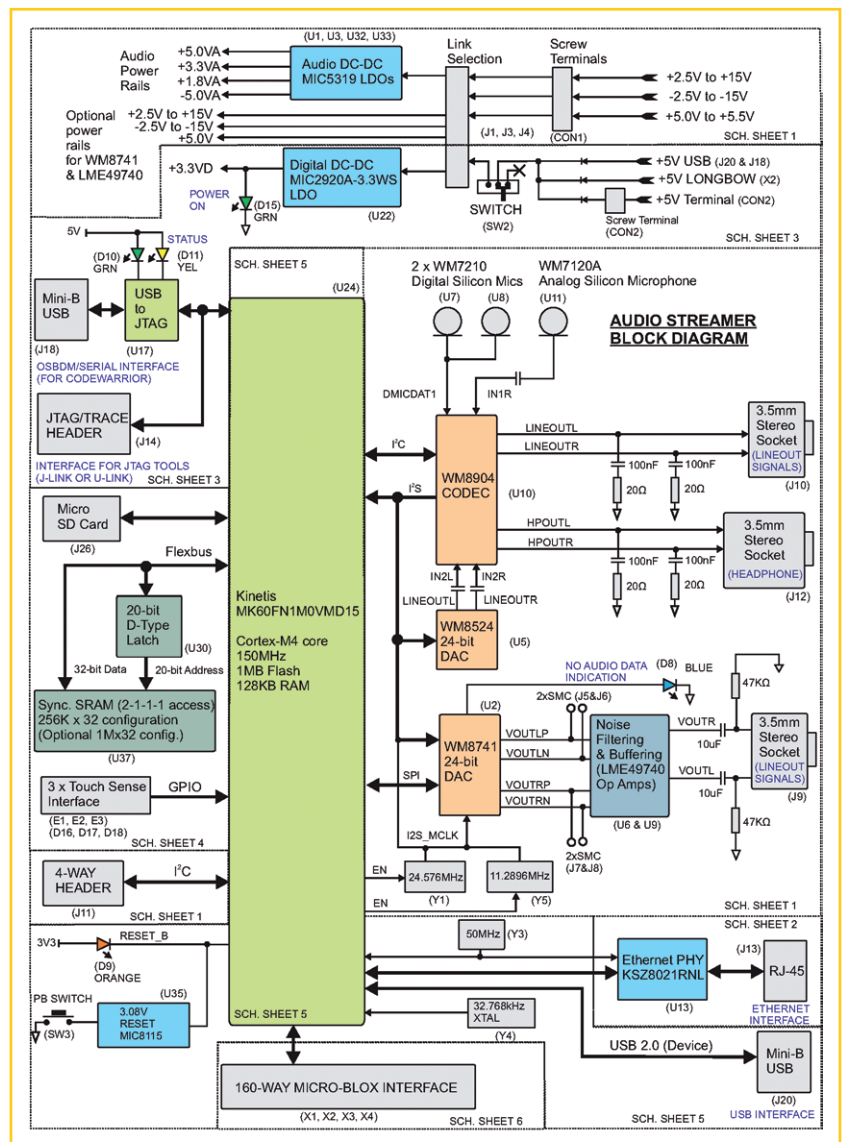 (U1, U3, U32, U33)
Link
Selection
Screw
Terminals
Audio
Power
Rails
+5.0VA
+3.3VA
+1.8VA
-5.0VA
Audio DC-DC
MIC5319 LDOs
+2.5V to +15V
-2.5V to -15V
+5.0V to +5.5V
Optional
power
rails
for WM8741
& LME49740
+2.5V to +15V
-2.5V to -15V
+5.0V
(J1, J3, J4)
(CON1)
SCH. SHEET 1
+3.3VD
Digital DC-DC
MIC2920A-3.3WS
LDO
(U22)
POWER
ON
(D15)
GRN
SWITCH
(SW2)
+5V USB (J20 & J18)
+5V LONGBOW (X2)
+5V Terminal (CON2)
Screw Terminal
(CON2)
SCH. SHEET 3
5V
STATUS
(D10)
GRN
(D11)
YEL
SCH. SHEET 5
(U24)
Mini-B
USB
(J18)
USB
to
JTAG
(U17)
OSBDM/SERIAL INTERFACE
(FOR CODEWARRIOR)
JTAG/TRACE
HEADER
(J14)
INTERFACE FOR JTAG TOOLS
(J-LINK OR U-LINK)
SCH. SHEET 3
2 x WM7210
Digital Silicon Mics
(U7)
(U8)
WM7120A
Analog Silicon Microphone
(U11)
AUDIO STREAMER
BLOCK DIAGRAM
DMICDAT1
IN1R
I²C
I²S
WM8904
CODEC
(U10)
LINEOUTL
LINEOUTR
100nF
100nF
20Ω
20Ω
3.5mm
Stereo
Socket
(LINEOUT
SIGNALS)
(J10)
HPOUTL
HPOUTR
100nF
100nF
20Ω
20Ω
3.5mm
Stereo
Socket
(HEADPHONE)
(J12)
IN2L
IN2R
LINEOUTL
LINEOUTR
WM8524
24-bit
DAC
(U5)
Micro
SD Card
(J26)
Flexbus
20-bit
D-Type
Latch
(U30)
32-bit Data
20-bit Address
Sync. SRAM (2-1-1-1 access)
256K x 32 configuration
(Optional 1Mx32 config.)
(U37)
Kinetis
MK60FN1M0VMD15
Cortex-M4 core
150MHz
1MB Flash
128KB RAM
NO AUDIO DATA
INDICATION
(D8)
BLUE
(U2)
2xSMC (J5&J6)
WM8741
24-bit
DAC
SPI
VOUTLP
VOUTLN
VOUTRP
VOUTRN
Noise
Filtering
& Buffering
(LME49740
Op Amps)
(U6 & U9)
VOUTR
10uF
VOUTL
10uF
47KΩ
47KΩ
3.5mm
Stereo
Socket
(LINEOUT
SIGNALS)
(J9)
2xSMC
(J7&J8)
3 x Touch Sense
Interface
GPIO
(E1, E2, E3)
(D16, D17, D18)
SCH. SHEET 4
I2S_MCLK
EN
24.576MHz
(Y1)
11.2896MHz
(Y5)
EN
SCH. SHEET 1
4-WAY
HEADER
(J11)
I²C
SCH. SHEET 1
3V3
RESET_B
(D9)
ORANGE
PB SWITCH
(SW3)
3.08V
RESET
MIC8115
(U35)
SCH. SHEET 5
50MHz
(Y3)
32.768kHz
XTAL
(Y4)
SCH. SHEET 2
Ethernet PHY
KSZ8021RNL
(U13)
(J13)
RJ-45
ETHERNET
INTERFACE
USB 2.0 (Device)
Mini-B
USB
(J20)
USB INTERFACE
SCH. SHEET 5
160-WAY MICRO-BLOX INTERFACE
(X1, X2, X3, X4)
SCH. SHEET 6